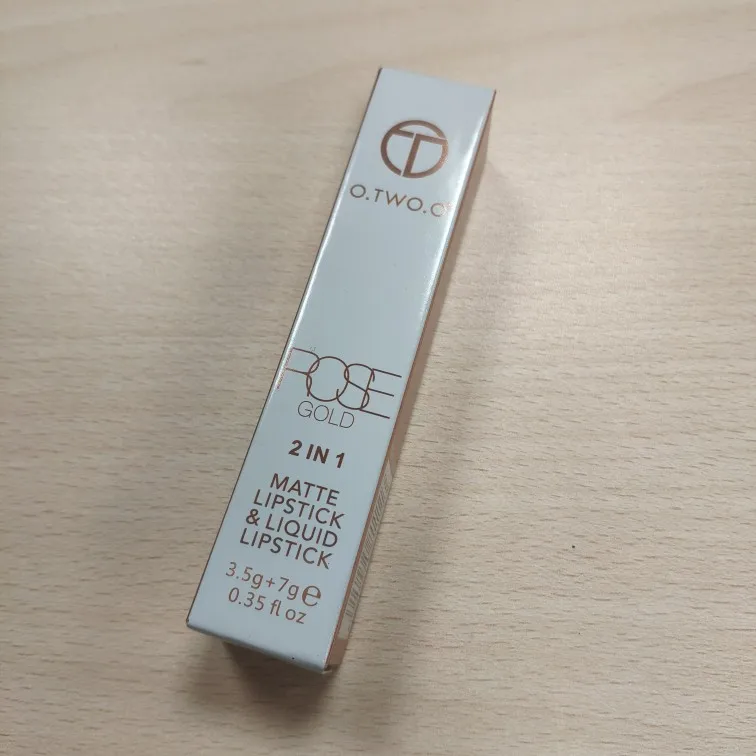 O.TWO.O
ROSE
GOLD
2 IN 1
MATTE
LIPSTICK
& LIQUID
LIPSTICK
3.5g+7g℮
0.35 fl oz